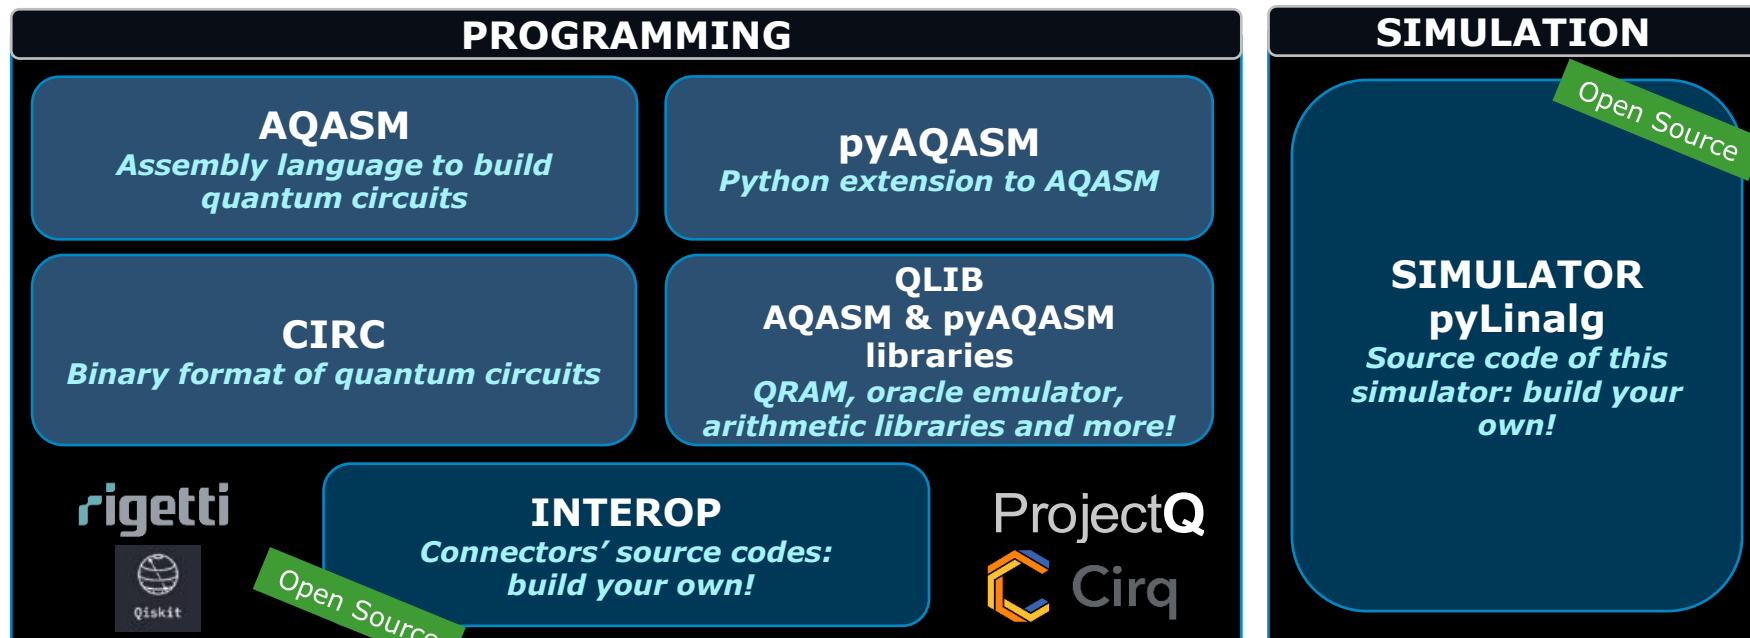 PROGRAMMING
AQASM
Assembly language to build
quantum circuits
pyAQASM
Python extension to AQASM
CIRC
Binary format of quantum circuits
QLIB
AQASM & pyAQASM
libraries
QRAM, oracle emulator,
arithmetic libraries and more!
rigetti
Qiskit
INTEROP
Connectors’ source codes:
build your own!
Open Source
ProjectQ
Cirq
SIMULATION
Open Source
SIMULATOR
pyLinalg
Source code of this
simulator: build your
own!